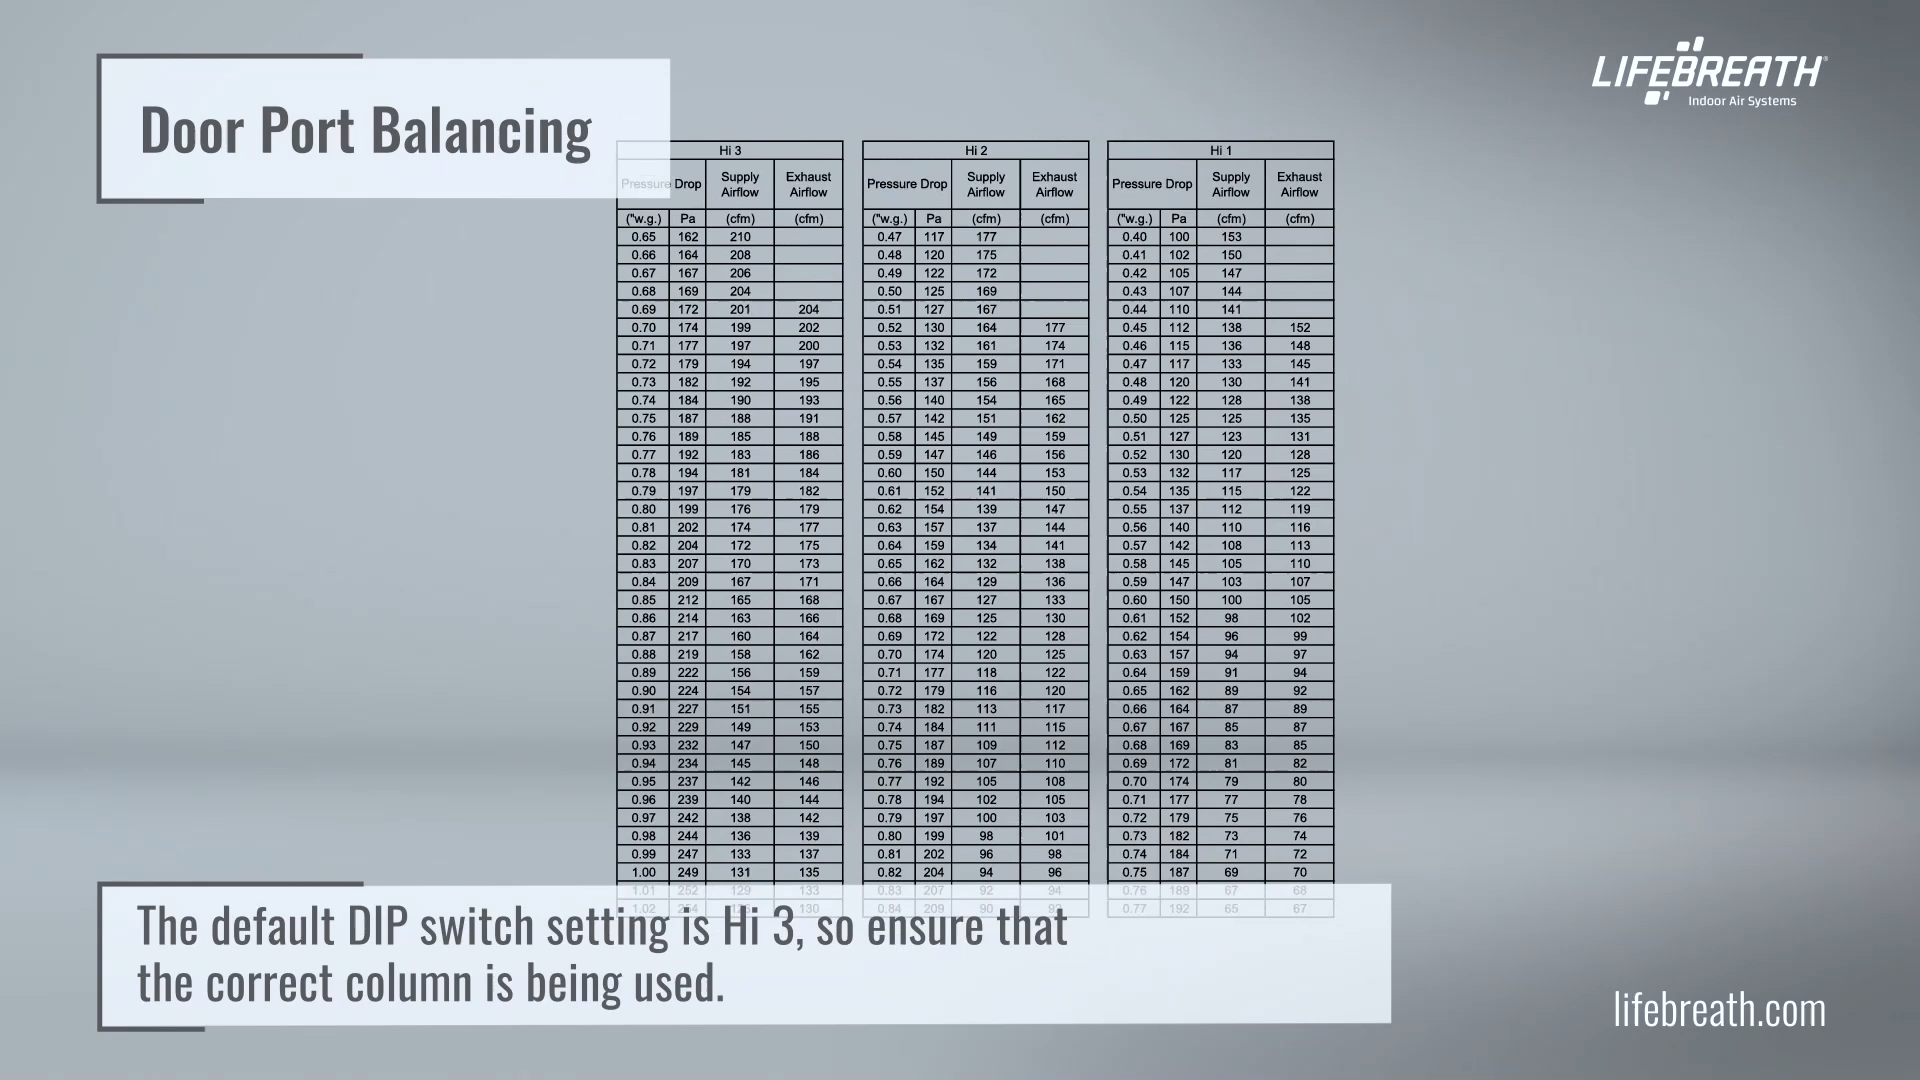 LIFEBREATH®
Indoor Air Systems
Door Port Balancing
Hi 3 Hi 2 Hi 1
Pressure Drop Supply Airflow Exhaust Airflow Pressure Drop Supply Airflow Exhaust Airflow Pressure Drop Supply Airflow Exhaust Airflow
("w.g.) Pa (cfm) (cfm) ("w.g.) Pa (cfm) (cfm) ("w.g.) Pa (cfm) (cfm)
0.65 162 210 0.47 117 177 0.40 100 153
0.66 164 208 0.48 120 175 0.41 102 150
0.67 167 206 0.49 122 172 0.42 105 147
0.68 169 204 0.50 125 169 0.43 107 144
0.69 172 201 204 0.51 127 167 0.44 110 141
0.70 174 199 202 0.52 130 164 177 0.45 112 138 152
0.71 177 197 200 0.53 132 161 174 0.46 115 136 148
0.72 179 194 197 0.54 135 159 171 0.47 117 133 145
0.73 182 192 195 0.55 137 156 168 0.48 120 130 141
0.74 184 190 193 0.56 140 154 165 0.49 122 128 138
0.75 187 188 191 0.57 142 151 162 0.50 125 125 135
0.76 189 185 188 0.58 145 149 159 0.51 127 123 131
0.77 192 183 186 0.59 147 146 156 0.52 130 120 128
0.78 194 181 184 0.60 150 144 153 0.53 132 117 125
0.79 197 179 182 0.61 152 141 150 0.54 135 115 122
0.80 199 176 179 0.62 154 139 147 0.55 137 112 119
0.81 202 174 177 0.63 157 137 144 0.56 140 110 116
0.82 204 172 175 0.64 159 134 141 0.57 142 108 113
0.83 207 170 173 0.65 162 132 138 0.58 145 105 110
0.84 209 167 171 0.66 164 129 136 0.59 147 103 107
0.85 212 165 168 0.67 167 127 133 0.60 150 100 105
0.86 214 163 166 0.68 169 125 130 0.61 152 98 102
0.87 217 160 164 0.69 172 122 128 0.62 154 96 99
0.88 219 158 162 0.70 174 120 125 0.63 157 94 97
0.89 222 156 159 0.71 177 118 122 0.64 159 91 94
0.90 224 154 157 0.72 179 116 120 0.65 162 89 92
0.91 227 151 155 0.73 182 113 117 0.66 164 87 89
0.92 229 149 153 0.74 184 111 115 0.67 167 85 87
0.93 232 147 150 0.75 187 109 112 0.68 169 83 85
0.94 234 145 148 0.76 189 107 110 0.69 172 81 82
0.95 237 142 146 0.77 192 105 108 0.70 174 79 80
0.96 239 140 144 0.78 194 102 105 0.71 177 77 78
0.97 242 138 142 0.79 197 100 103 0.72 179 75 76
0.98 244 136 139 0.80 199 98 101 0.73 182 73 74
0.99 247 133 137 0.81 202 96 98 0.74 184 71 72
1.00 249 131 135 0.82 204 94 96 0.75 187 69 70
1.01 252 129 133 0.83 207 92 94 0.76 189 67 68
1.02 130 0.84 209 90 0.77 192 65 67
The default DIP switch setting is Hi 3, so ensure that
the correct column is being used.
lifebreath.com